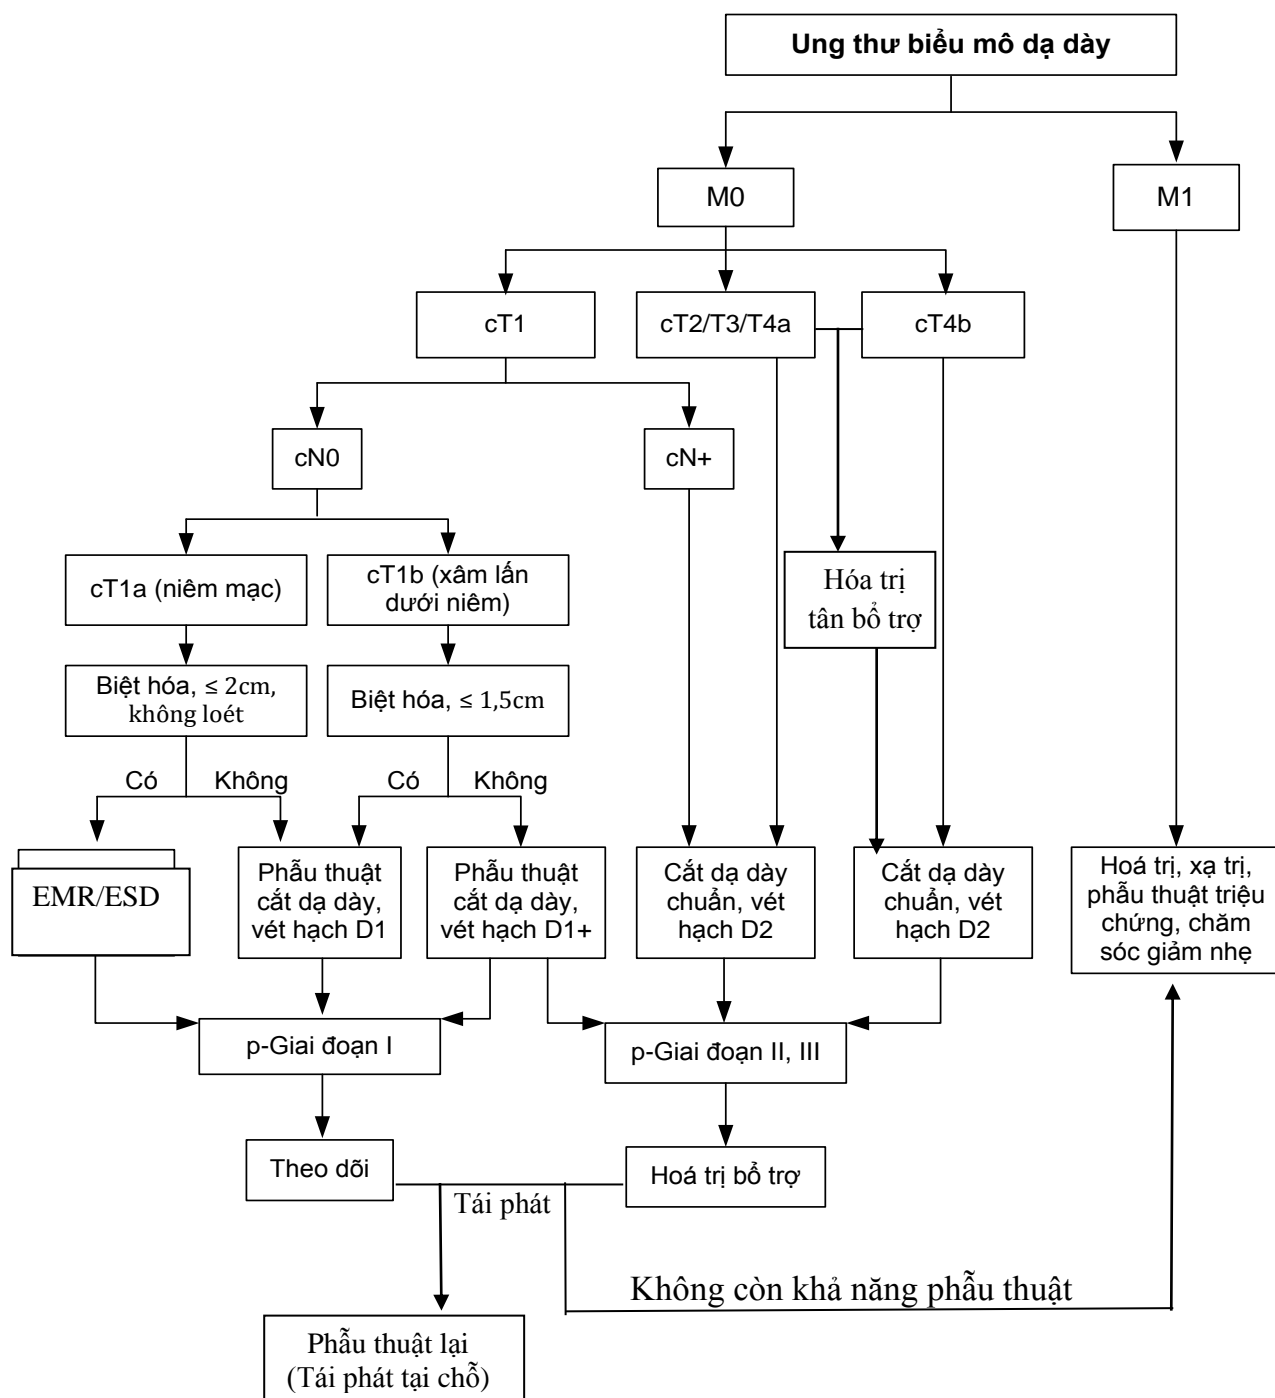 Ung thư biểu mô dạ dày
M0
M1
cT1
cT2/T3/T4a
cT4b
cN0
cN+
cT1a (niêm mạc)
cT1b (xâm lấn
dưới niêm)
Hóa trị
tân bổ trợ
Biệt hóa, ≤ 2cm,
không loét
Biệt hóa, ≤ 1,5cm
Có
Không
Có
Không
EMR/ESD
Phẫu thuật
cắt dạ dày,
vét hạch D1
Phẫu thuật
cắt dạ dày,
vét hạch D1+
Cắt dạ dày
chuẩn, vét
hạch D2
Cắt dạ dày
chuẩn, vét
hạch D2
Hoá trị, xạ trị,
phẫu thuật triệu
chứng, chăm
sóc giảm nhẹ
p-Giai đoạn I
p-Giai đoạn II, III
Theo dõi
Hoá trị bổ trợ
Tái phát
Không còn khả năng phẫu thuật
Phẫu thuật lại
(Tái phát tại chỗ)